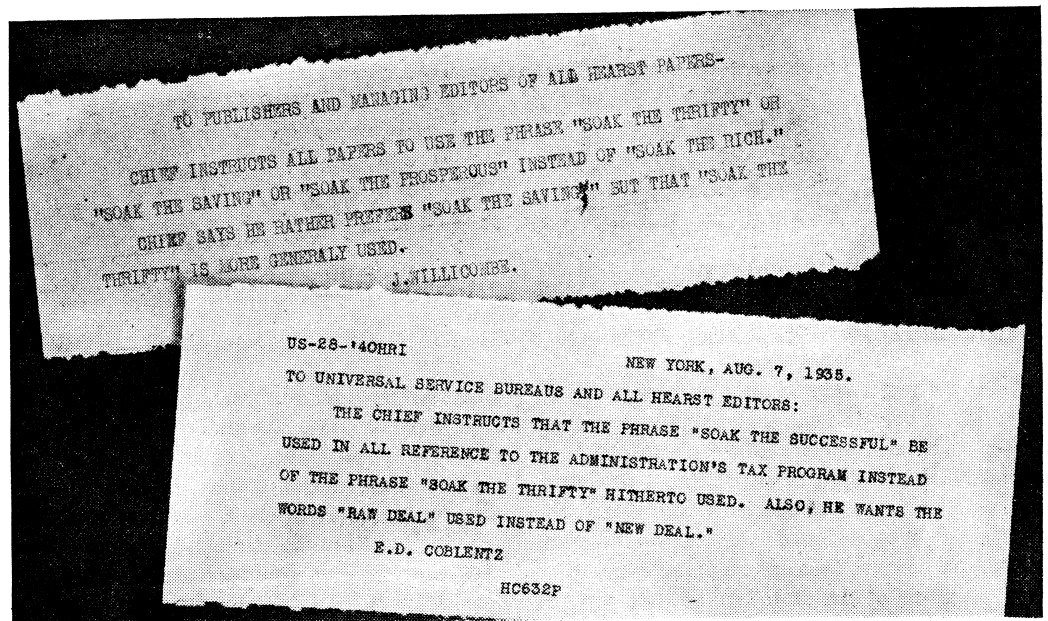 TO PUBLISHERS AND MANAGING EDITORS OF ALL HEARST PAPERS-
CHIEF INSTRUCTS ALL PAPERS TO USE THE PHRASE "SOAK THE THRIFTY" OR
"SOAK THE SAVING" OR "SOAK THE PROSPEROUS" INSTEAD OF "SOAK THE RICH."
CHIEF SAYS HE RATHER PREFERS "SOAK THE SAVING" BUT THAT "SOAK THE
THRIFTY" IS MORE GENERALY USED.
J.WILLICOMBE.
US-28-'40HRI
NEW YORK, AUG. 7, 1935.
TO UNIVERSAL SERVICE BUREAUS AND ALL HEARST EDITORS:
THE CHIEF INSTRUCTS THAT THE PHRASE "SOAK THE SUCCESSFUL" BE
USED IN ALL REFERENCE TO THE ADMINISTRATION'S TAX PROGRAM INSTEAD
OF THE PHRASE "SOAK THE THRIFTY" HITHERTO USED. ALSO, HE WANTS THE
WORDS "RAW DEAL" USED INSTEAD OF "NEW DEAL."
E.D. COBLENTZ
HC632P